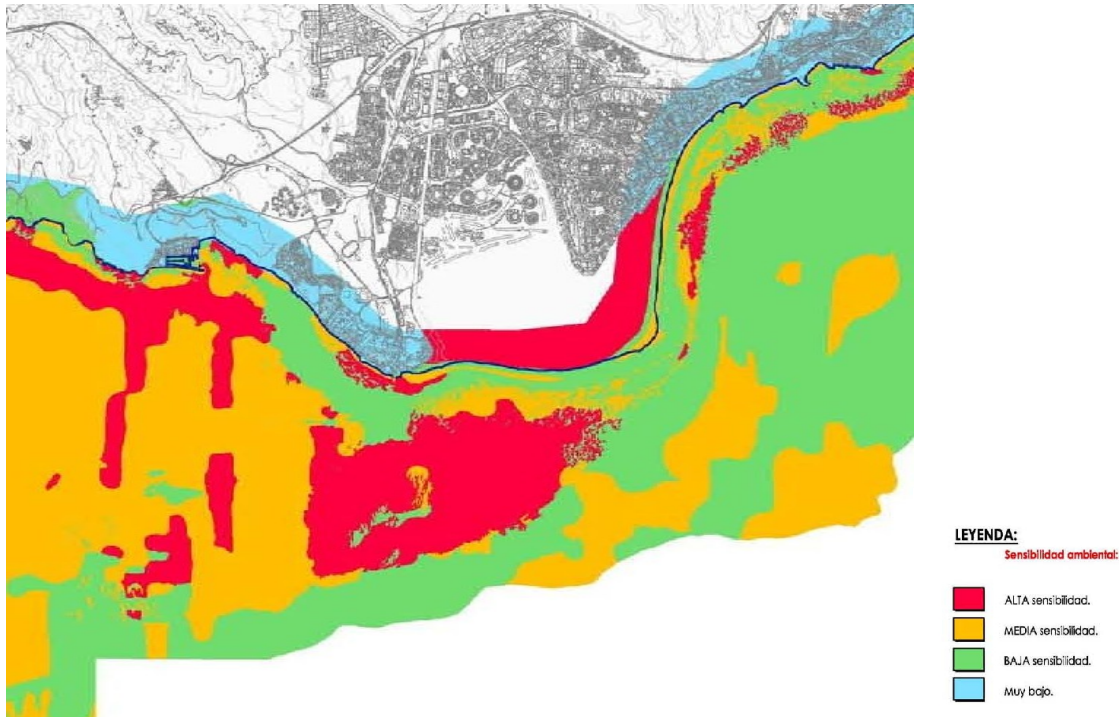 LEYENDA:
Sensibilidad ambiental:
ALTA sensibilidad.
MEDIA sensibilidad.
BAJA sensibilidad.
Muy bajo.